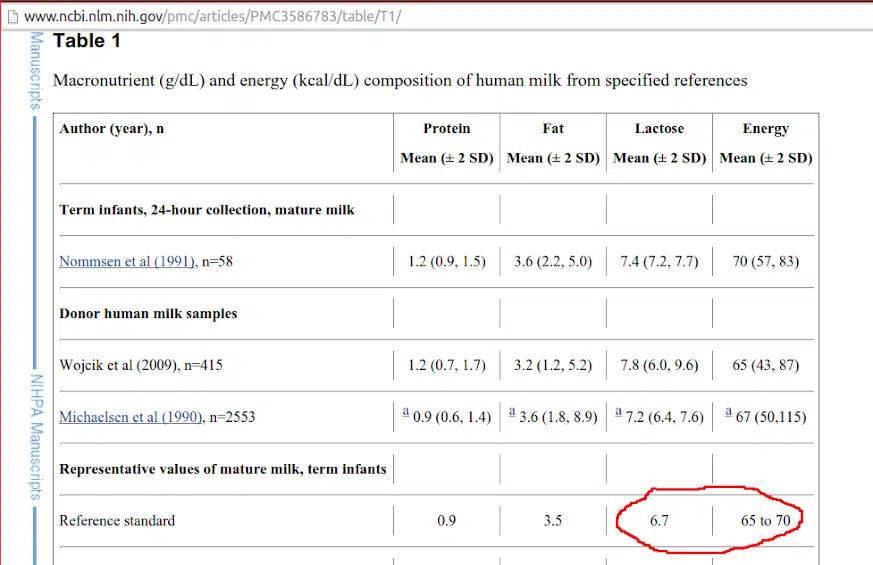 www.ncbi.nlm.nih.gov/pmc/articles/PMC3586783/table/T1/
Manuscripts
Table 1
Macronutrient (g/dL) and energy (kcal/dL) composition of human milk from specified references
Author (year), n Protein Fat Lactose Energy
Mean (± 2 SD) Mean (± 2 SD) Mean (± 2 SD) Mean (± 2 SD)
Term infants, 24-hour collection, mature milk
Nommsen et al (1991), n=58 1.2 (0.9, 1.5) 3.6 (2.2, 5.0) 7.4 (7.2, 7.7) 70 (57, 83)
Donor human milk samples
Wojcik et al (2009), n=415 1.2 (0.7, 1.7) 3.2 (1.2, 5.2) 7.8 (6.0, 9.6) 65 (43, 87)
NIHPA Manuscripts
Michaelsen et al (1990), n=2553 a 0.9 (0.6, 1.4) a 3.6 (1.8, 8.9) a 7.2 (6.4, 7.6) a 67 (50,115)
Representative values of mature milk, term infants
Reference standard 0.9 3.5 6.7 65 to 70